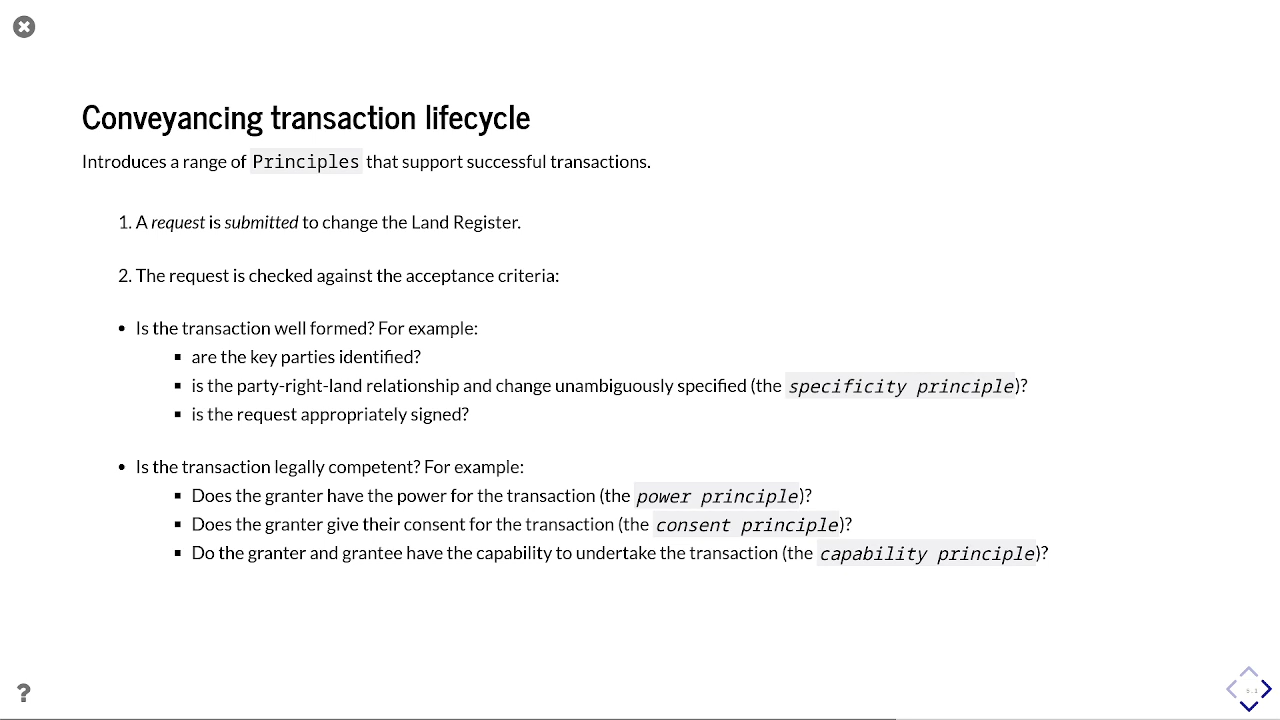 Conveyancing transaction lifecycle
Introduces a range of Principles that support successful transactions.
1. A request is submitted to change the Land Register.
2. The request is checked against the acceptance criteria:
• Is the transaction well formed? For example:
▪ are the key parties identified?
▪ is the party-right-land relationship and change unambiguously specified (the specificity principle)?
▪ is the request appropriately signed?
• Is the transaction legally competent? For example:
▪ Does the granter have the power for the transaction (the power principle)?
▪ Does the granter give their consent for the transaction (the consent principle)?
▪ Do the granter and grantee have the capability to undertake the transaction (the capability principle)?
?
5.1